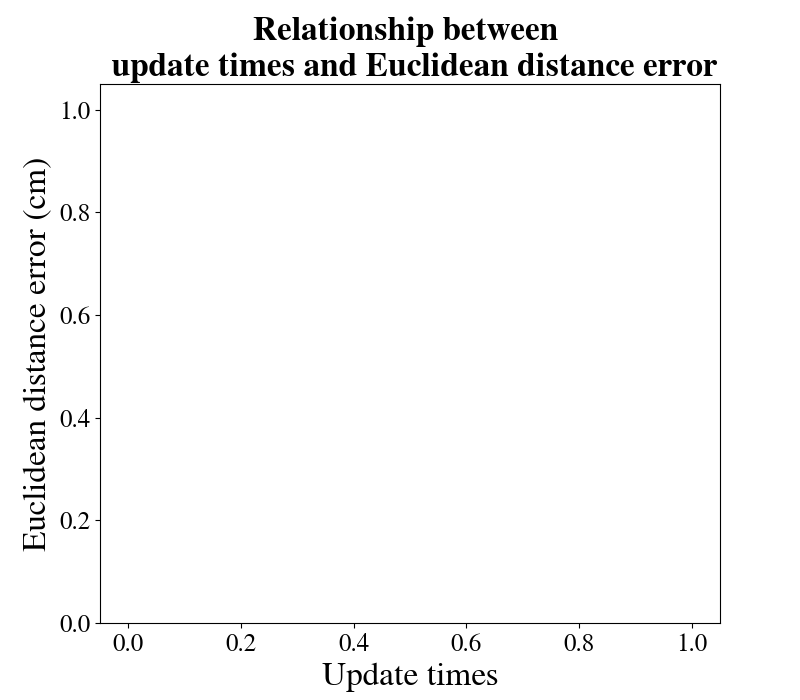 Relationship between
update times and Euclidean distance error
Euclidean distance error (cm)
1.0
0.8
0.6
0.4
0.2
0.0
0.0 0.2 0.4 0.6 0.8 1.0
Update times